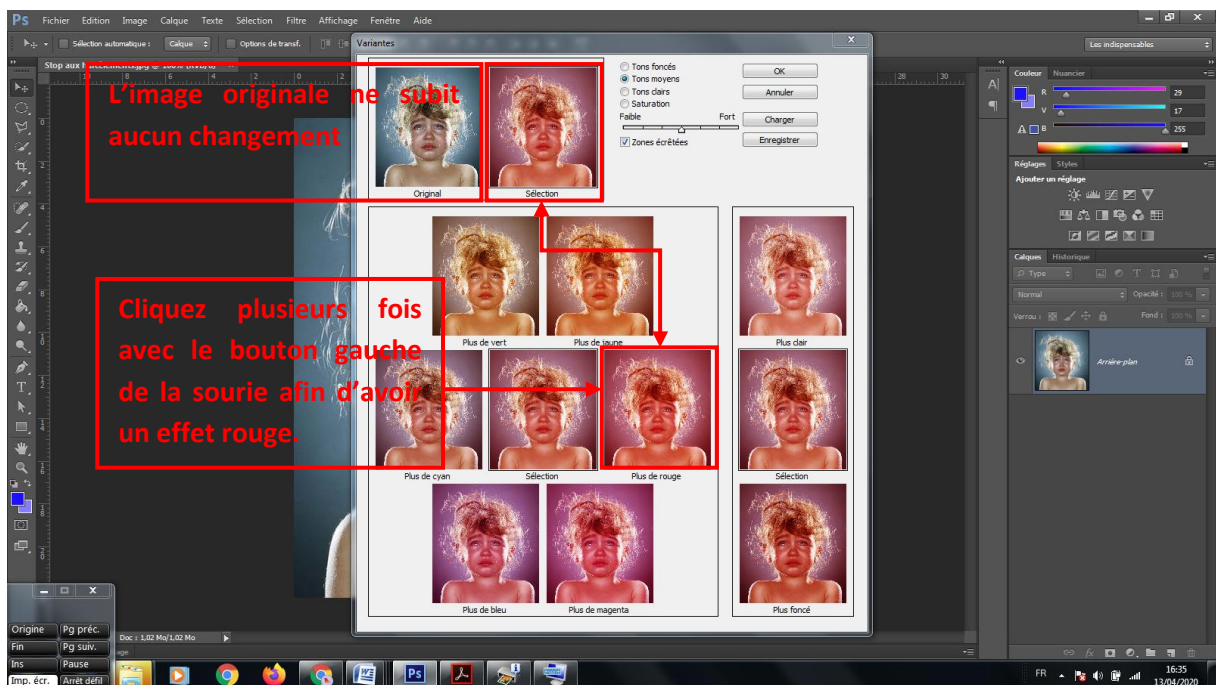 Ps Fichier Edition Image Calque Texte Sélection Filtre Affichage Fenêtre Aide
Sélection automatique : Calque Options de transf.
Les indispensables
Stop aux
Variantes
L'image originale ne subit
aucun changement
Original
Sélection
Tons foncés
Tons moyens
Tons clairs
Saturation
Faible Fort
Zones écrêtées
OK
Annuler
Charger
Enregistrer
Cliquez plusieurs fois
avec le bouton gauche
de la sourie afin d'avoir
un effet rouge.
Plus de vert
Plus de jaune
Plus de cyan
Sélection
Plus de rouge
Plus de bleu
Plus de magenta
Plus clair
Sélection
Plus foncé
Couleur Nuancier
R 29
V 17
B 255
Réglages Styles
Ajouter un réglage
Calques Historique
Type
Normal Opacité : 100 %
Verrou : Fond : 100 %
Arrière-plan
Origine Pg préc.
Fin Pg suiv.
Ins Pause
Imp. écr. Arrêt défil
Doc : 1,02 Mo/1,02 Mo
FR
16:35
13/04/2020